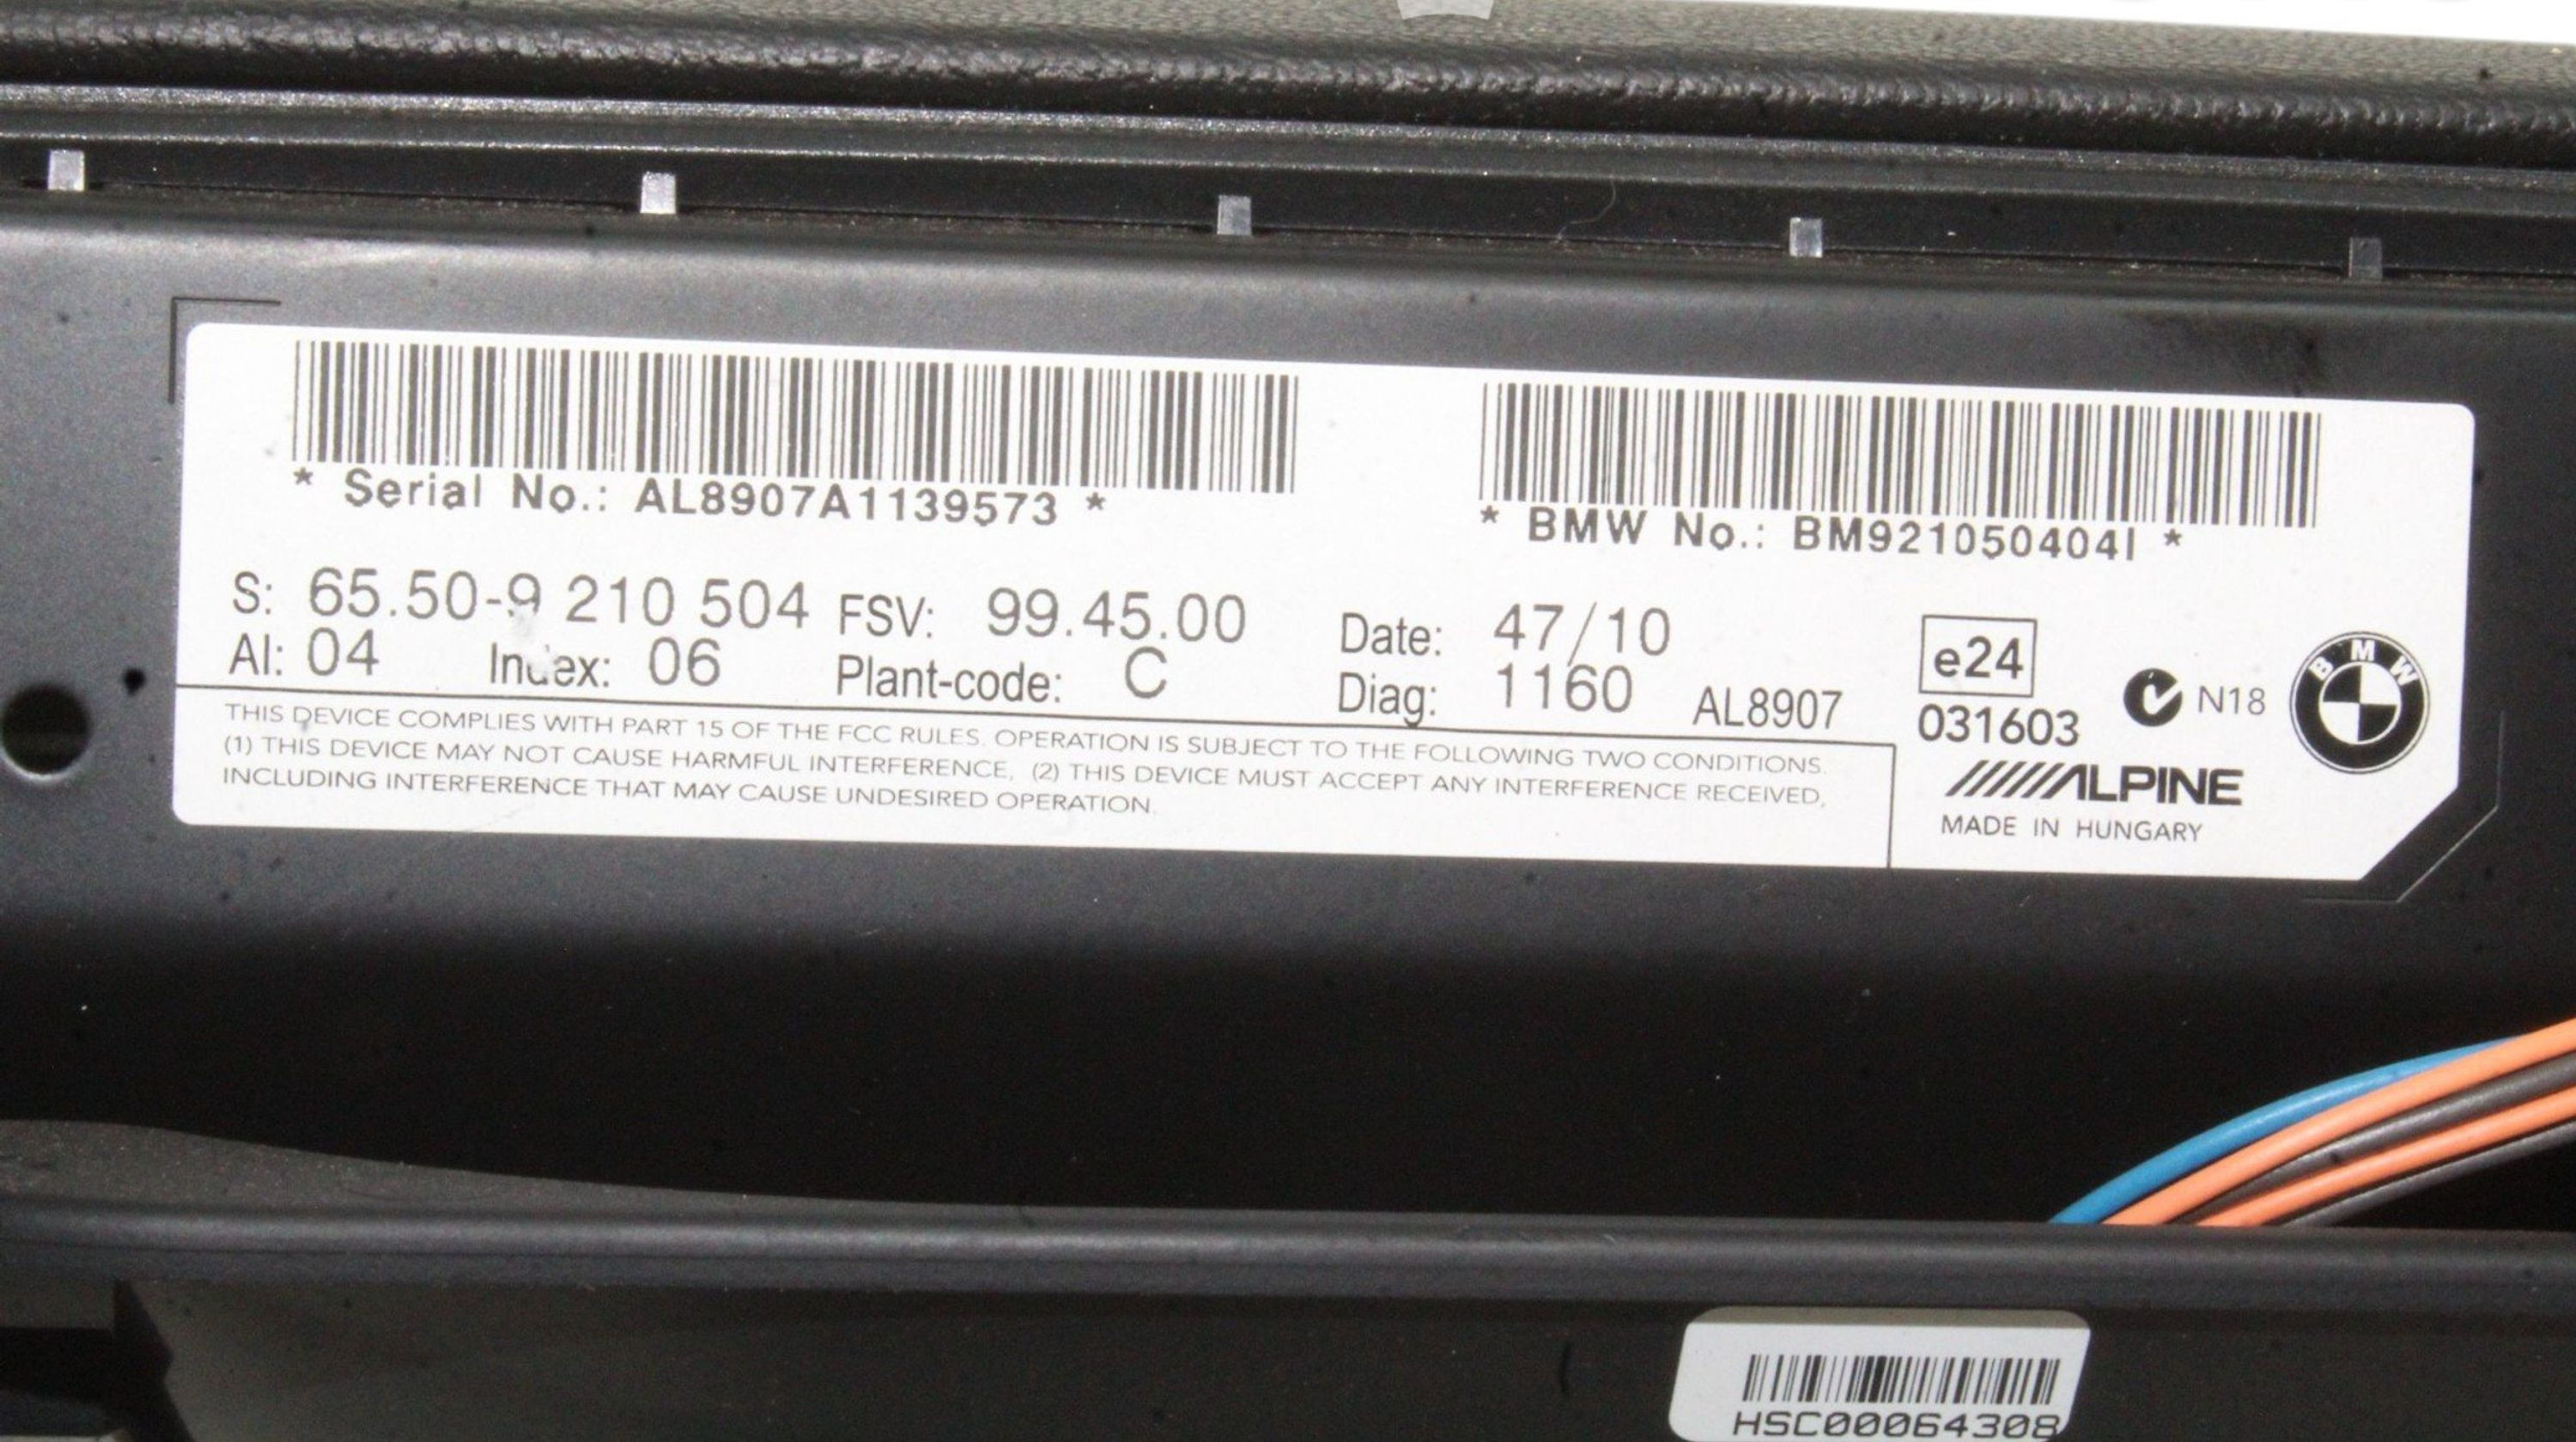 * Serial No.: AL8907A1139573 *
* BMW No.: BM921050404I *
S: 65.50-9 210 504 FSV: 99.45.00 Date: 47/10
AI: 04 Index: 06 Plant-code: C Diag: 1160 AL8907
e24
031603
N18
BMW
ALPINE
MADE IN HUNGARY
THIS DEVICE COMPLIES WITH PART 15 OF THE FCC RULES. OPERATION IS SUBJECT TO THE FOLLOWING TWO CONDITIONS.
(1) THIS DEVICE MAY NOT CAUSE HARMFUL INTERFERENCE, (2) THIS DEVICE MUST ACCEPT ANY INTERFERENCE RECEIVED,
INCLUDING INTERFERENCE THAT MAY CAUSE UNDESIRED OPERATION.
HSC00064308